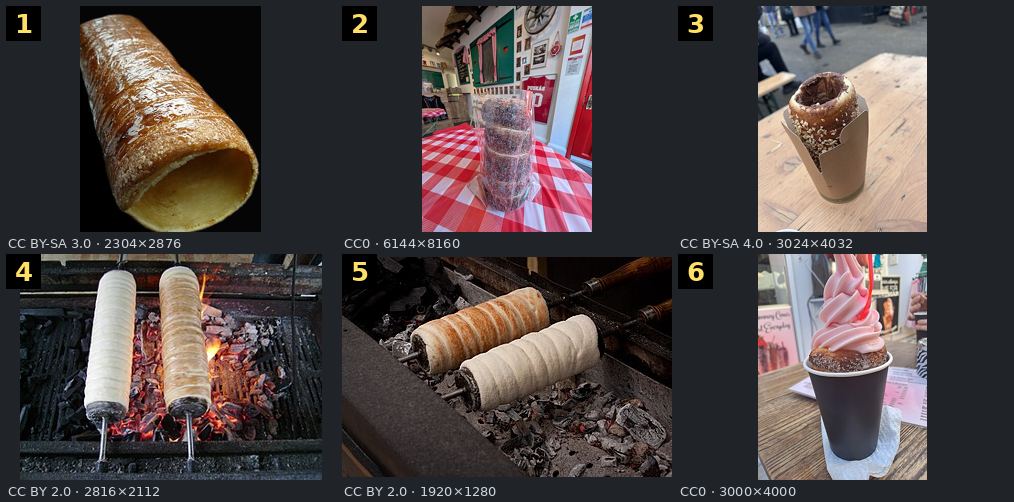 1
2
3
CC BY-SA 3.0 · 2304×2876
CC0 · 6144×8160
CC BY-SA 4.0 · 3024×4032
4
5
6
CC BY 2.0 · 2816×2112
CC BY 2.0 · 1920×1280
CC0 · 3000×4000